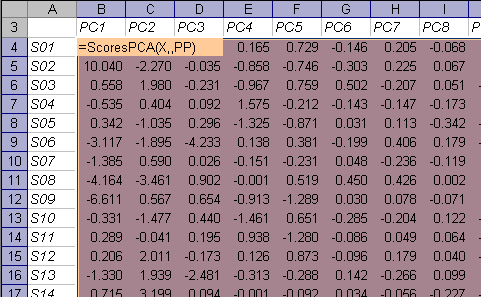 A B C D E F G H I
3 PC1 PC2 PC3 PC4 PC5 PC6 PC7 PC8
4 S01 =ScoresPCA(X,,PP) 0.165 0.729 -0.146 0.205 -0.068
5 S02 10.040 -2.270 -0.035 -0.858 -0.746 -0.303 0.225 0.067
6 S03 0.558 1.980 -0.231 -0.967 0.759 0.502 -0.207 0.051
7 S04 -0.535 0.404 0.092 1.575 -0.212 -0.143 -0.147 -0.173
8 S05 0.342 -1.035 0.296 -1.325 -0.871 0.031 0.113 -0.342
9 S06 -3.117 -1.895 -4.233 0.138 0.381 -0.199 0.406 0.179
10 S07 -1.385 0.590 0.026 -0.151 -0.231 0.048 -0.236 -0.119
11 S08 -4.164 -3.461 0.902 -0.001 0.519 0.450 0.426 0.002
12 S09 -6.611 0.567 0.654 -0.913 -1.289 0.030 0.078 -0.071
13 S10 -0.331 -1.477 0.440 -1.461 0.651 -0.285 -0.204 0.122
14 S11 0.289 -0.041 0.195 0.938 -1.280 -0.086 0.049 0.064
15 S12 0.206 2.011 -0.173 0.126 0.873 -0.096 0.179 0.040
16 S13 -1.330 1.939 -2.481 -0.313 -0.288 0.142 -0.266 0.099
17 S14 0.715 3.199 0.094 -0.001 -0.092 0.034 -0.056 -0.227